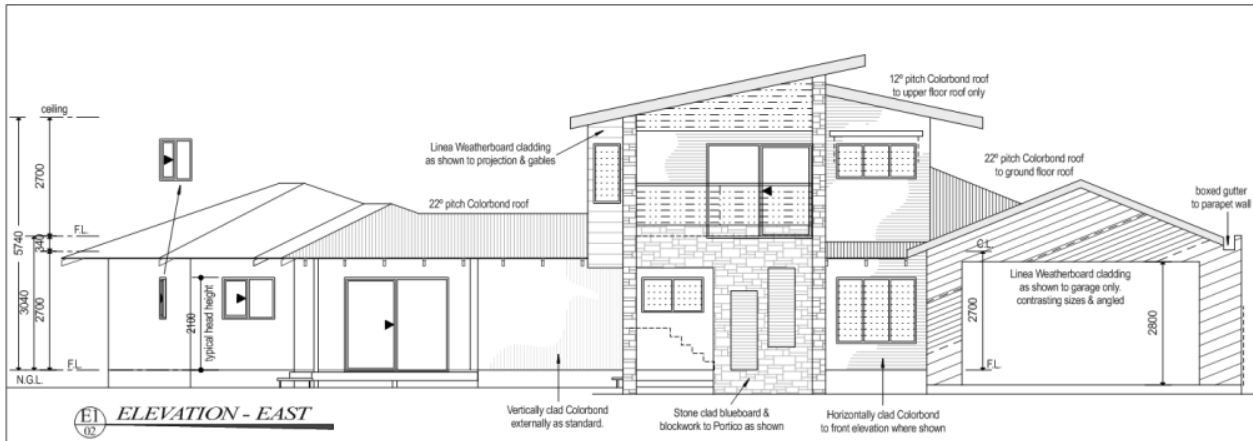 ceiling
2700
F.L.
5740
340
3040
2700
2100
typical head height
F.L.
N.G.L.
Linea Weatherboard cladding
as shown to projection & gables
22º pitch Colorbond roof
12º pitch Colorbond roof
to upper floor roof only
22º pitch Colorbond roof
to ground floor roof
boxed gutter
to parapet wall
C.L.
Linea Weatherboard cladding
as shown to garage only.
contrasting sizes & angled
2700
2800
F.L.
E1
02
ELEVATION - EAST
Vertically clad Colorbond
externally as standard.
Stone clad blueboard &
blockwork to Portico as shown
Horizontally clad Colorbond
to front elevation where shown